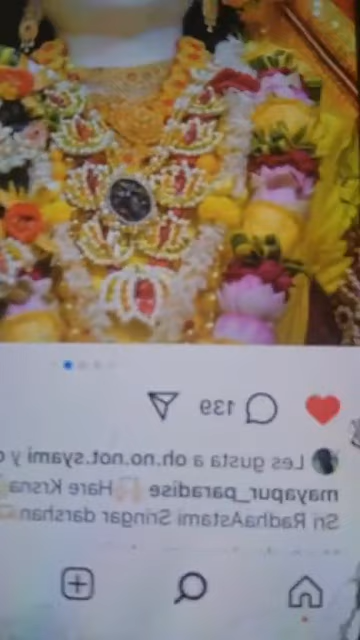 139
Les gusta a oh.no.not.syami y o
mayapur_paradise Hare Krsna
Sri RadhaAstami Sringar darshan